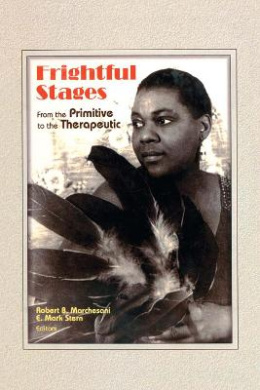 Frightful
Stages
From the Primitive
to the Therapeutic
Robert B. Marchesani
E. Mark Stern
Editors